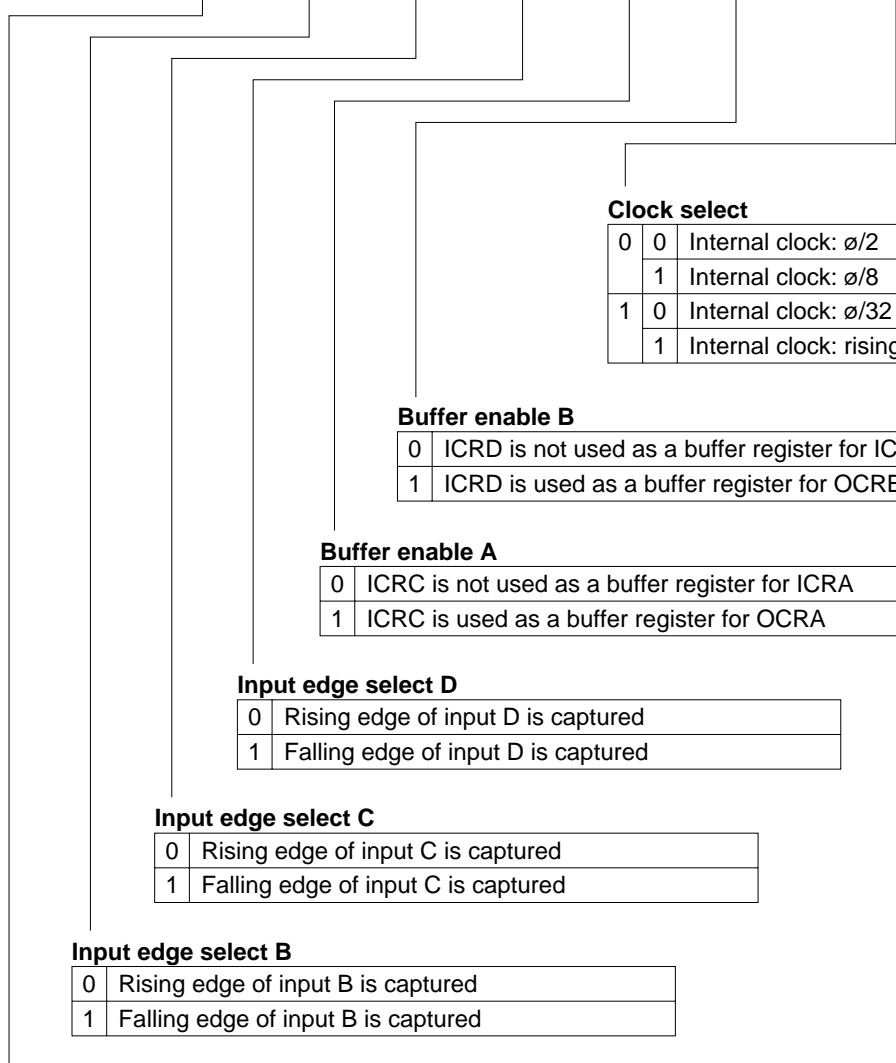 Clock select
0 0 Internal clock: ø/2
1 Internal clock: ø/8
1 0 Internal clock: ø/32
1 Internal clock: rising
Buffer enable B
0 ICRD is not used as a buffer register for IC
1 ICRD is used as a buffer register for OCRB
Buffer enable A
0 ICRC is not used as a buffer register for ICRA
1 ICRC is used as a buffer register for OCRA
Input edge select D
0 Rising edge of input D is captured
1 Falling edge of input D is captured
Input edge select C
0 Rising edge of input C is captured
1 Falling edge of input C is captured
Input edge select B
0 Rising edge of input B is captured
1 Falling edge of input B is captured